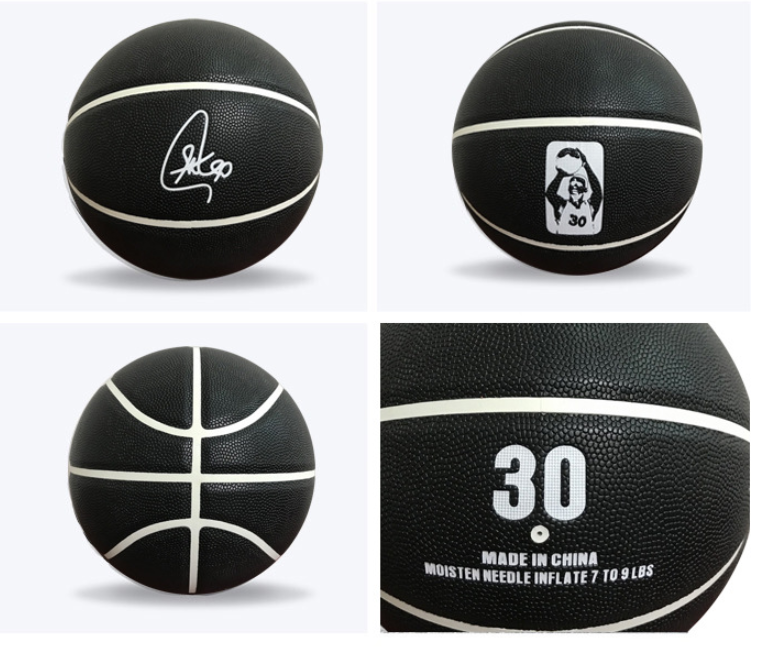 30
30
MADE IN CHINA
MOISTEN NEEDLE INFLATE 7 TO 9 LBS